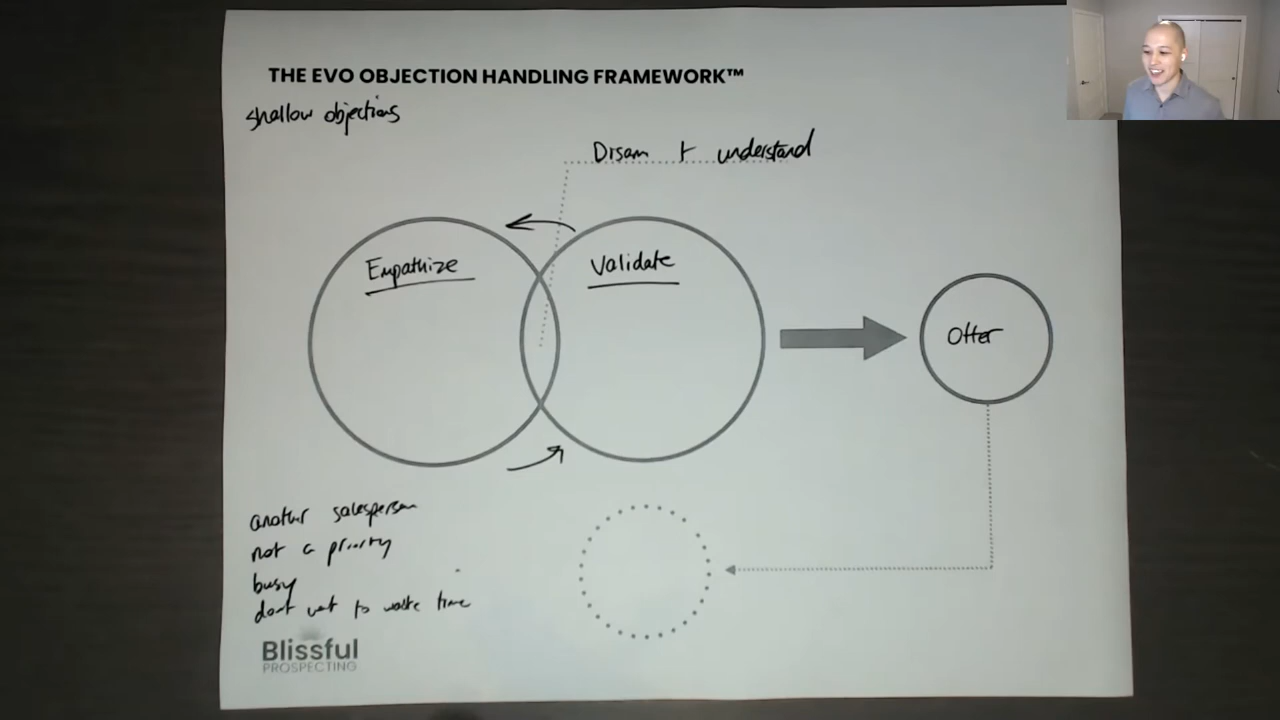 THE EVO OBJECTION HANDLING FRAMEWORK™
shallow objections
Disarm + understand
Empathize
Validate
Offer
another salesperson
not a priority
busy
don't want to waste time
Blissful
PROSPECTING